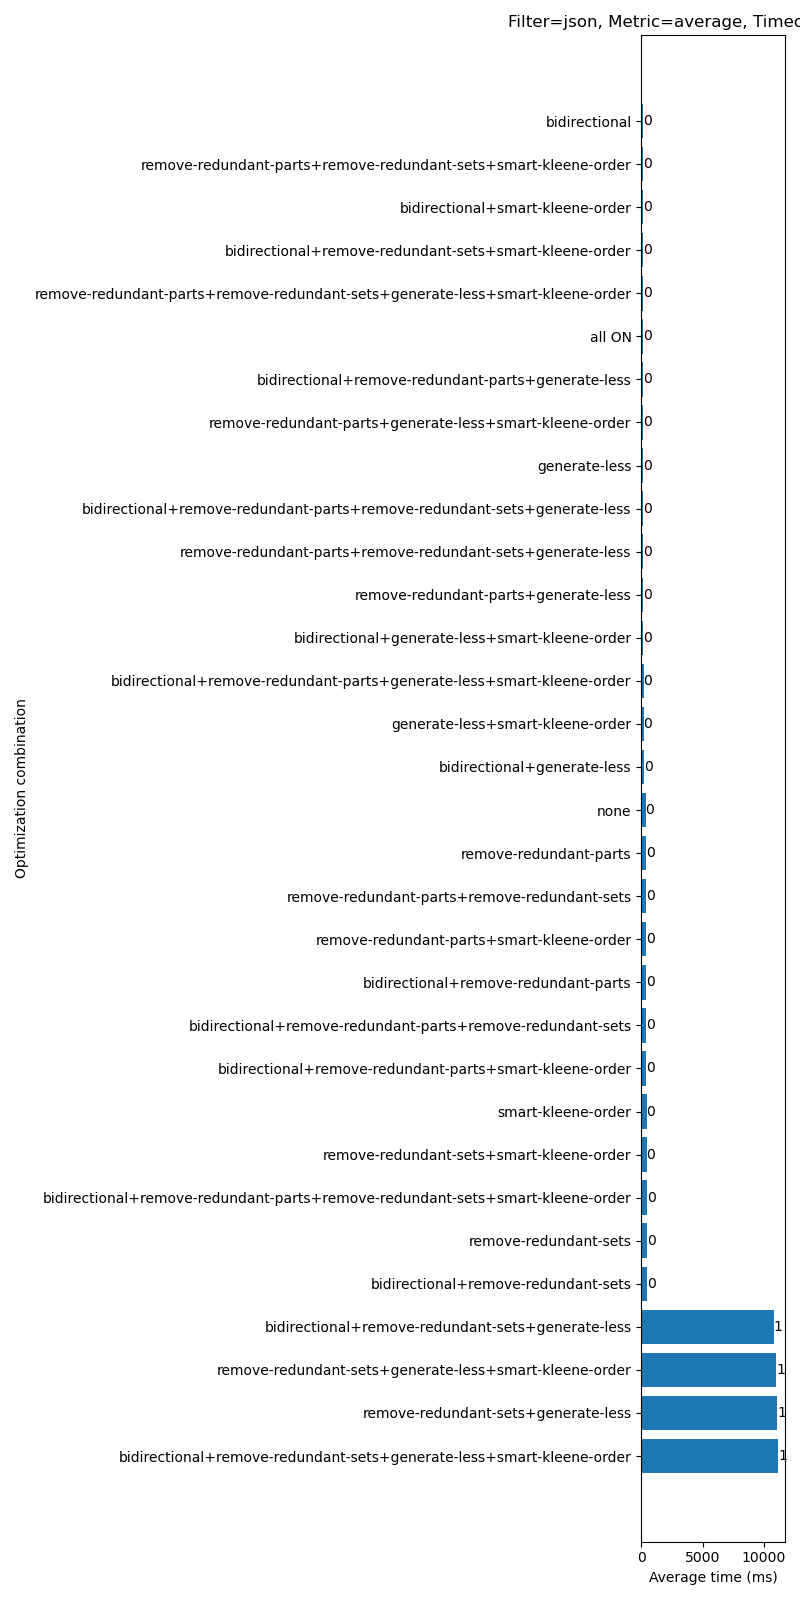 Filter=json, Metric=average, Timeo
bidirectional 0
remove-redundant-parts+remove-redundant-sets+smart-kleene-order 0
bidirectional+smart-kleene-order 0
bidirectional+remove-redundant-sets+smart-kleene-order 0
remove-redundant-parts+remove-redundant-sets+generate-less+smart-kleene-order 0
all ON 0
bidirectional+remove-redundant-parts+generate-less 0
remove-redundant-parts+generate-less+smart-kleene-order 0
generate-less 0
bidirectional+remove-redundant-parts+remove-redundant-sets+generate-less 0
remove-redundant-parts+remove-redundant-sets+generate-less 0
remove-redundant-parts+generate-less 0
bidirectional+generate-less+smart-kleene-order 0
bidirectional+remove-redundant-parts+generate-less+smart-kleene-order 0
generate-less+smart-kleene-order 0
bidirectional+generate-less 0
none 0
remove-redundant-parts 0
remove-redundant-parts+remove-redundant-sets 0
remove-redundant-parts+smart-kleene-order 0
bidirectional+remove-redundant-parts 0
bidirectional+remove-redundant-parts+remove-redundant-sets 0
bidirectional+remove-redundant-parts+smart-kleene-order 0
smart-kleene-order 0
remove-redundant-sets+smart-kleene-order 0
bidirectional+remove-redundant-parts+remove-redundant-sets+smart-kleene-order 0
remove-redundant-sets 0
bidirectional+remove-redundant-sets 0
bidirectional+remove-redundant-sets+generate-less 1
remove-redundant-sets+generate-less+smart-kleene-order 1
remove-redundant-sets+generate-less 1
bidirectional+remove-redundant-sets+generate-less+smart-kleene-order 1
0 5000 10000
Average time (ms)
Optimization combination